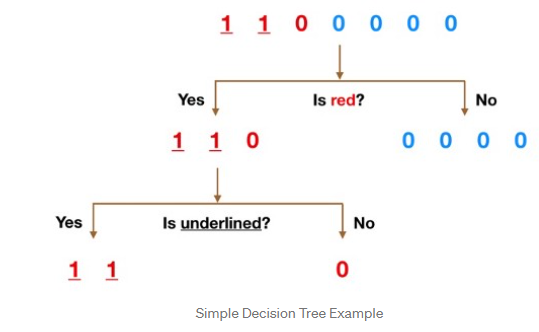 1 1 0 0 0 0 0
Yes Is red? No
1 1 0 0 0 0 0
Yes Is underlined? No
1 1 0
Simple Decision Tree Example